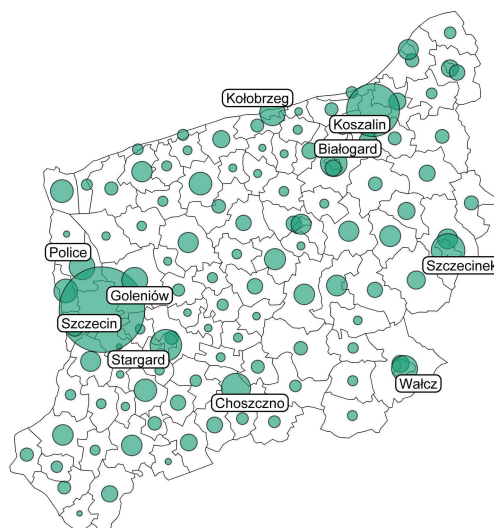 Kołobrzeg
Koszalin
Białogard
Police
Szczecinek
Goleniów
Szczecin
Stargard
Wałcz
Choszczno